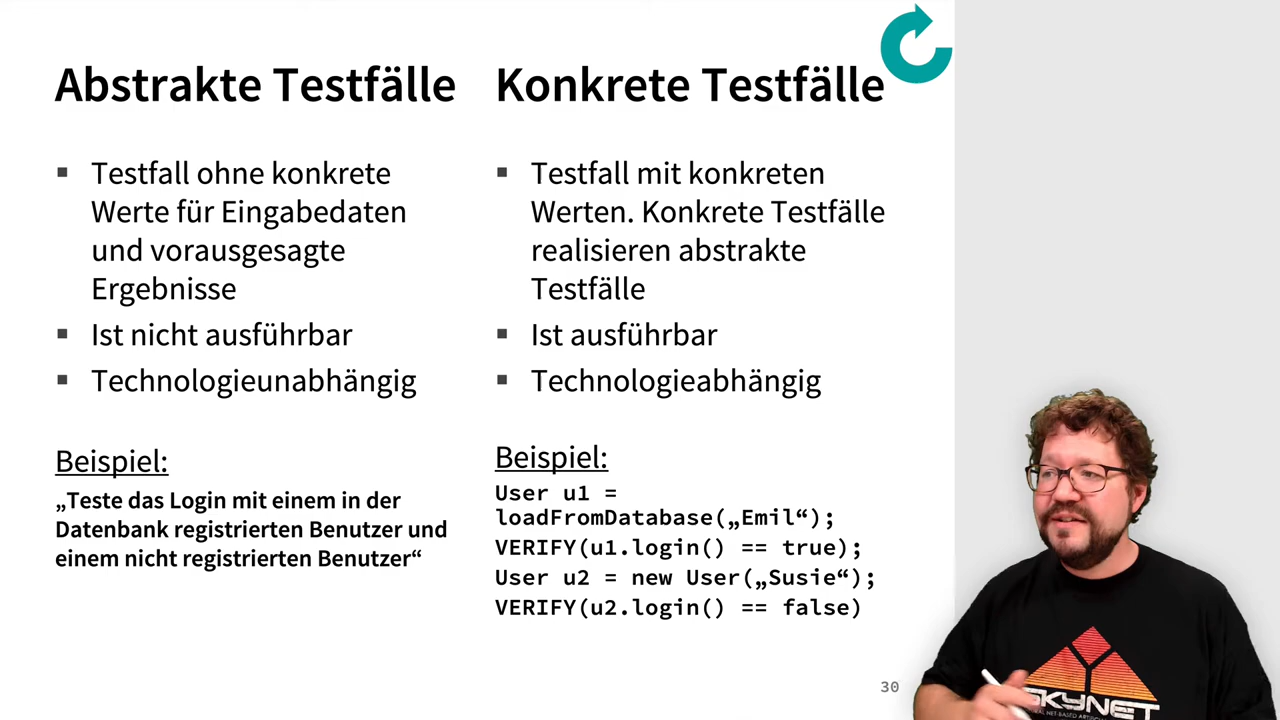 Abstrakte Testfälle
▪ Testfall ohne konkrete
Werte für Eingabedaten
und vorausgesagte
Ergebnisse
▪ Ist nicht ausführbar
▪ Technologieunabhängig
Beispiel:
„Teste das Login mit einem in der
Datenbank registrierten Benutzer und
einem nicht registrierten Benutzer“
Konkrete Testfälle
▪ Testfall mit konkreten
Werten. Konkrete Testfälle
realisieren abstrakte
Testfälle
▪ Ist ausführbar
▪ Technologieabhängig
Beispiel:
User u1 =
loadFromDatabase(„Emil“);
VERIFY(u1.login() == true);
User u2 = new User(„Susie“);
VERIFY(u2.login() == false)
30
SKYNET